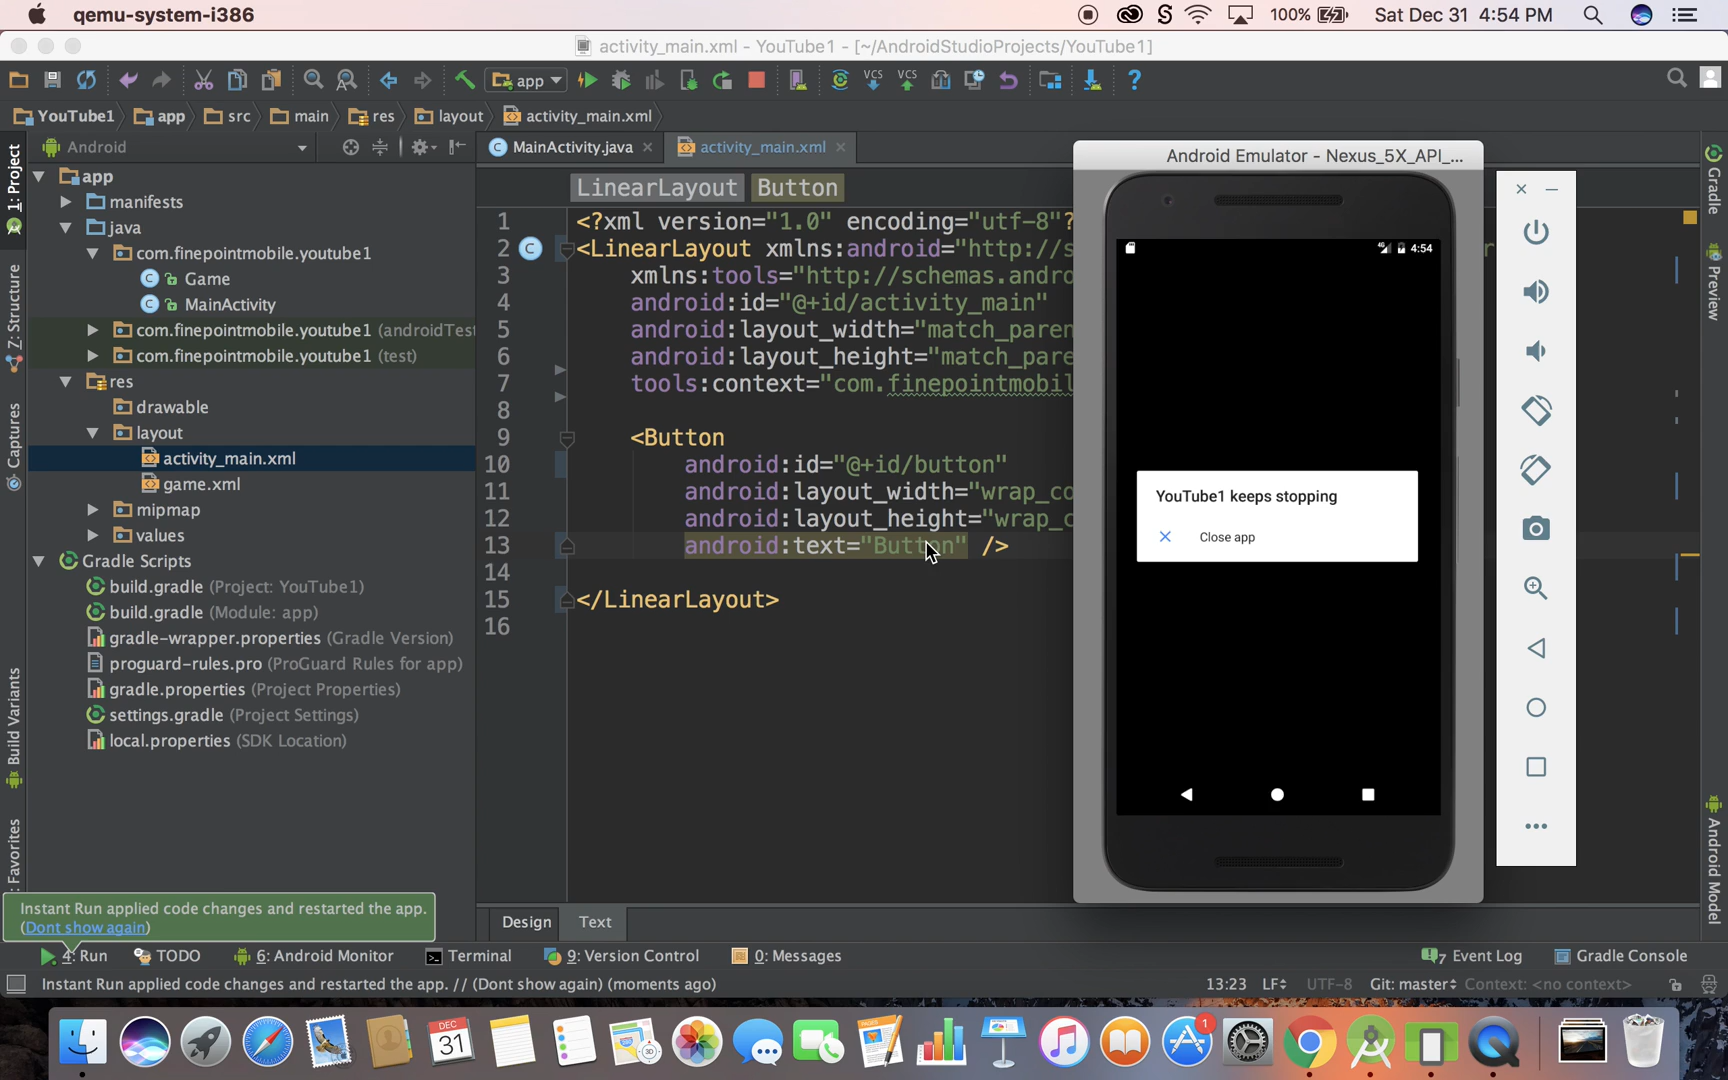 qemu-system-i386
100%
Sat Dec 31 4:54 PM
activity_main.xml - YouTube1 - [~/AndroidStudioProjects/YouTube1]
app
VCS
VCS
YouTube1
app
src
main
res
layout
activity_main.xml
Android
MainActivity.java
activity_main.xml
1: Project
Z: Structure
Captures
Build Variants
Favorites
app
manifests
java
com.finepointmobile.youtube1
Game
MainActivity
com.finepointmobile.youtube1 (androidTest
com.finepointmobile.youtube1 (test)
res
drawable
layout
activity_main.xml
game.xml
mipmap
values
Gradle Scripts
build.gradle (Project: YouTube1)
build.gradle (Module: app)
gradle-wrapper.properties (Gradle Version)
proguard-rules.pro (ProGuard Rules for app)
gradle.properties (Project Properties)
settings.gradle (Project Settings)
local.properties (SDK Location)
LinearLayout Button
1 <?xml version="1.0" encoding="utf-8"?
2 <LinearLayout xmlns:android="http://s
3 xmlns:tools="http://schemas.andro
4 android:id="@+id/activity_main"
5 android:layout_width="match_paren
6 android:layout_height="match_pare
7 tools:context="com.finepointmobil
8
9 <Button
10 android:id="@+id/button"
11 android:layout_width="wrap_co
12 android:layout_height="wrap_c
13 android:text="Button" />
14
15 </LinearLayout>
16
Android Emulator - Nexus_5X_API_...
4:54
YouTube1 keeps stopping
Close app
Gradle
Preview
Android Model
Instant Run applied code changes and restarted the app.
(Dont show again)
Design
Text
4: Run
TODO
6: Android Monitor
Terminal
9: Version Control
0: Messages
7 Event Log
Gradle Console
Instant Run applied code changes and restarted the app. // (Dont show again) (moments ago)
13:23
LF
UTF-8
Git: master
Context: <no context>
DEC
31
3D
PAGES
1